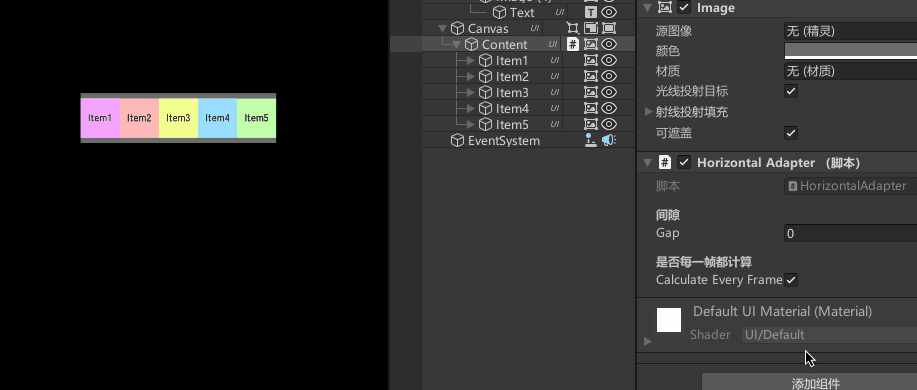 Item1 Item2 Item3 Item4 Item5
Text UI T
Canvas UI
Content UI #
Item1 UI
Item2 UI
Item3 UI
Item4 UI
Item5 UI
EventSystem
Image
源图像 无 (精灵)
颜色
材质 无 (材质)
光线投射目标
射线投射填充
可遮盖
# Horizontal Adapter （脚本）
脚本 # HorizontalAdapter
间隙
Gap 0
是否每一帧都计算
Calculate Every Frame
Default UI Material (Material)
Shader UI/Default
添加组件